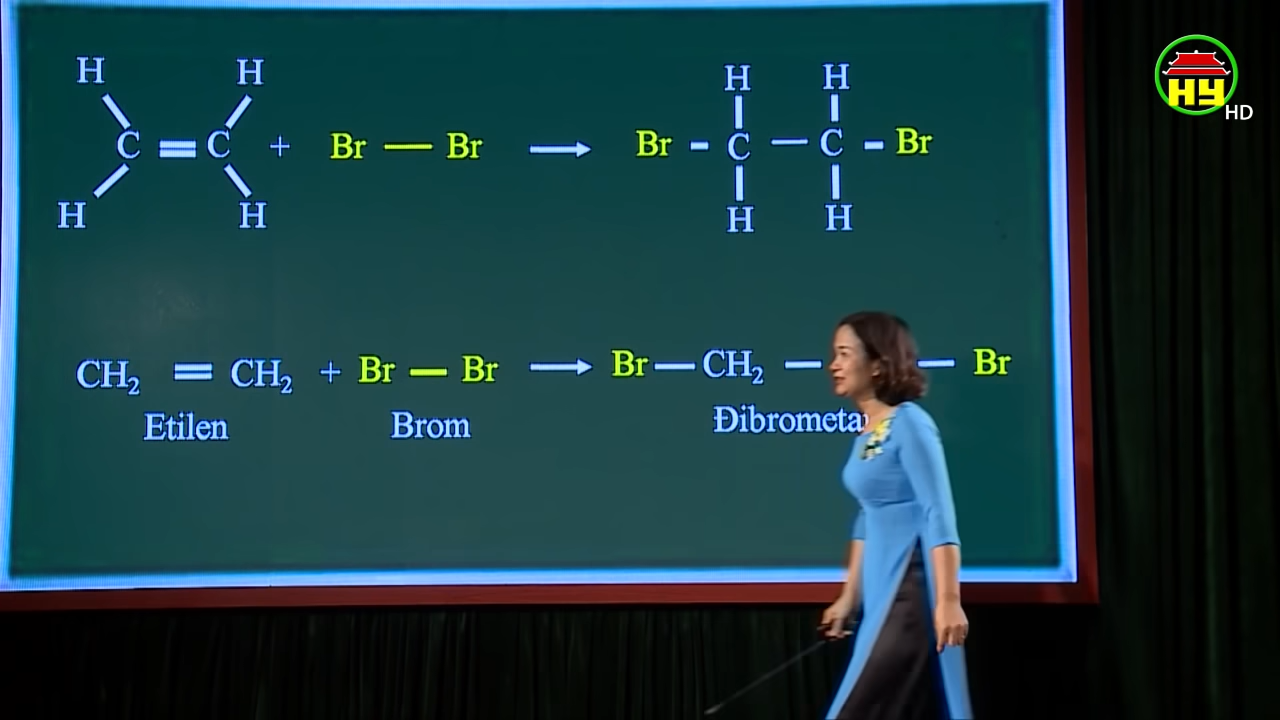 H H H H
C = C + Br — Br → Br - C — C - Br
H H H H
CH₂ = CH₂ + Br — Br → Br — CH₂ — — Br
Etilen Brom
HY
HD